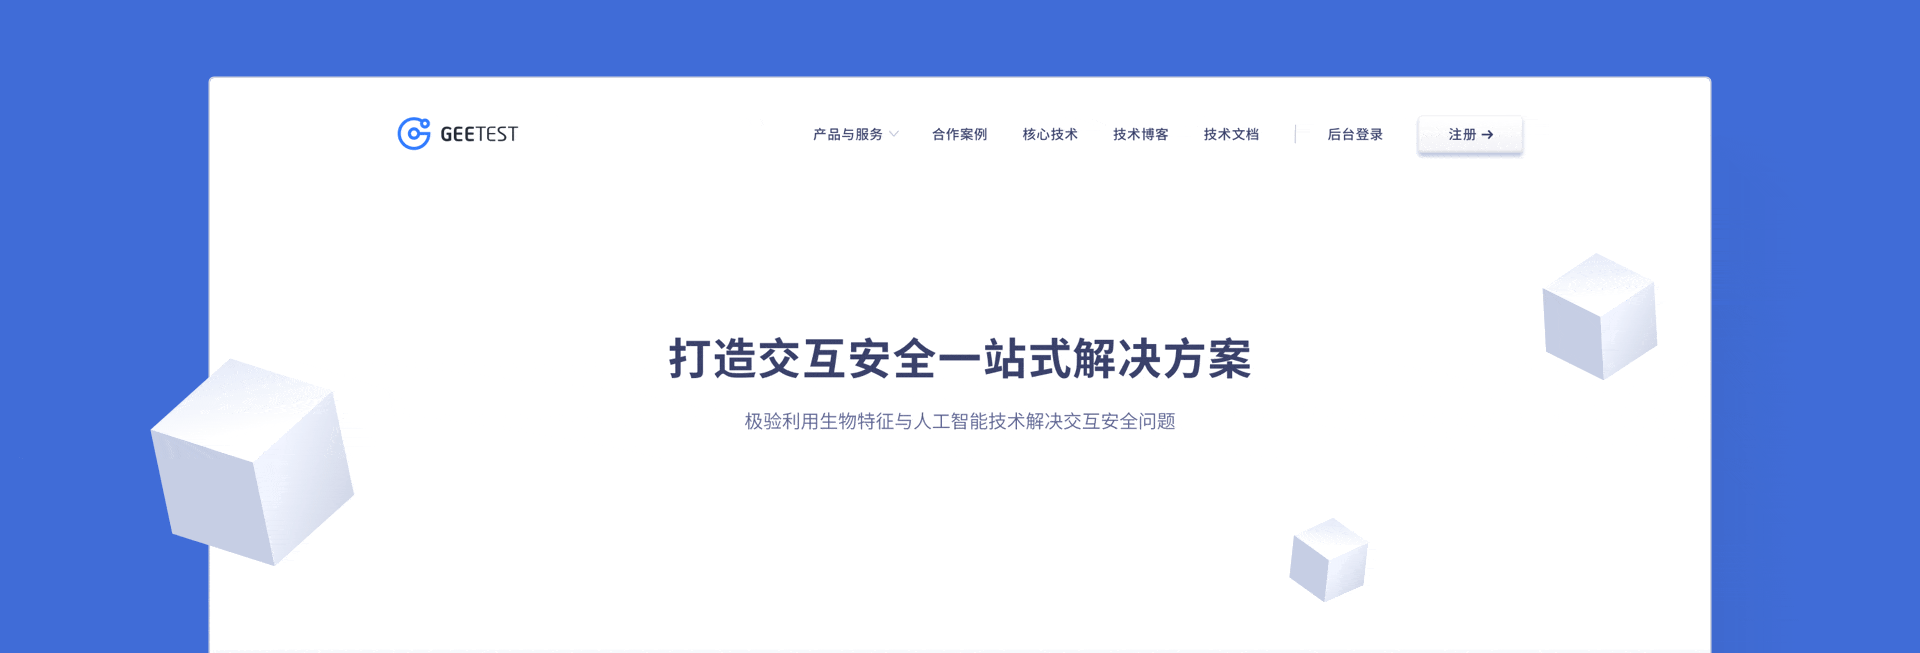 GEETEST 产品与服务 合作案例 核心技术 技术博客 技术文档 后台登录 注册 →
打造交互安全一站式解决方案
极验利用生物特征与人工智能技术解决交互安全问题